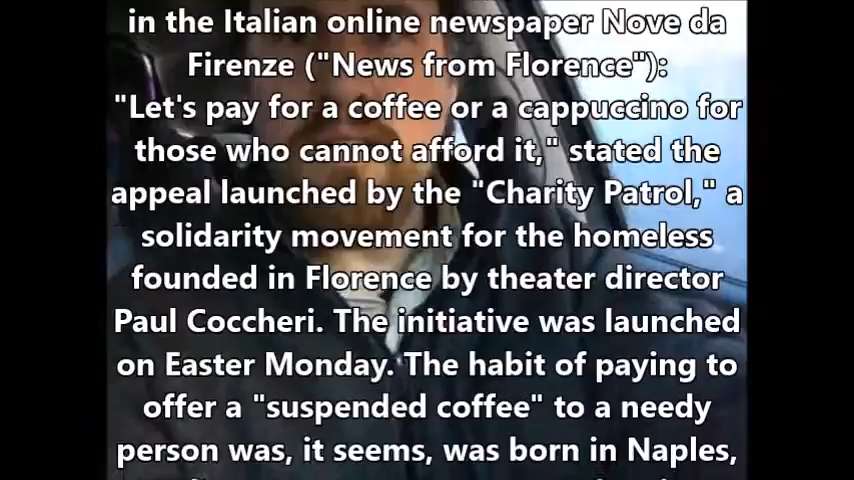 in the Italian online newspaper Nove da
Firenze ("News from Florence"):
"Let's pay for a coffee or a cappuccino for
those who cannot afford it," stated the
appeal launched by the "Charity Patrol," a
solidarity movement for the homeless
founded in Florence by theater director
Paul Coccheri. The initiative was launched
on Easter Monday. The habit of paying to
offer a "suspended coffee" to a needy
person was, it seems, was born in Naples,